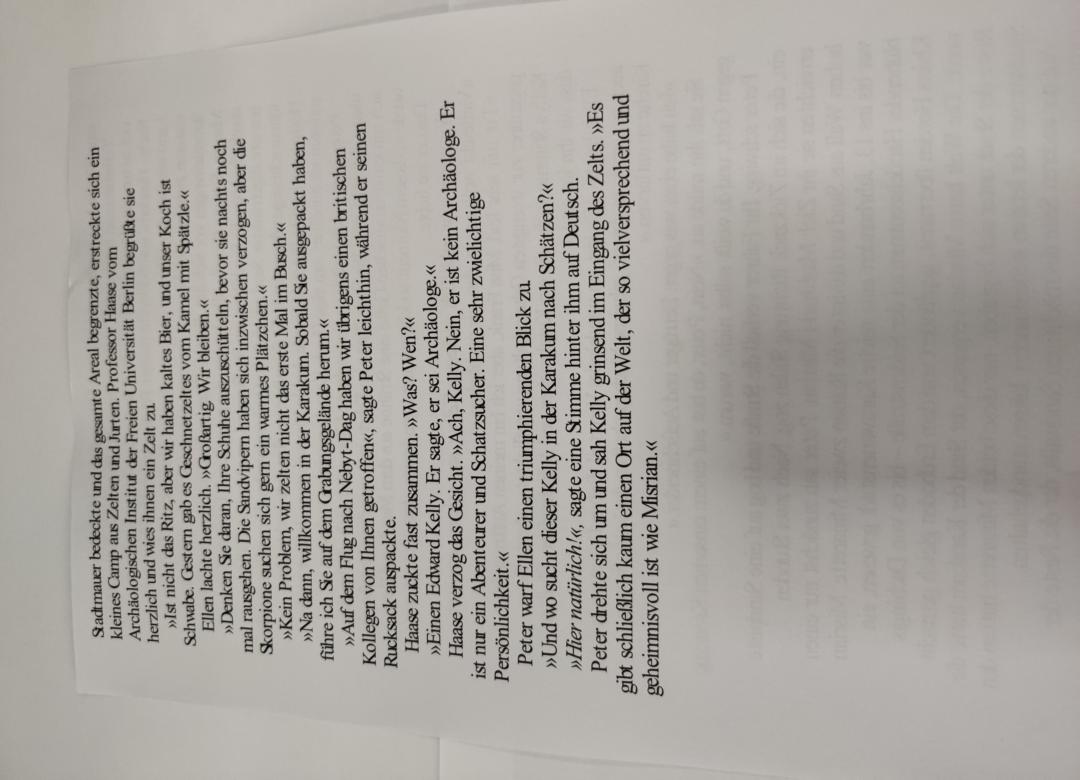 Stadtmauer bedeckte und das gesamte Areal begrenzte, erstreckte sich ein
kleines Camp aus Zelten und Jurten. Professor Haase vom
Archäologischen Institut der Freien Universität Berlin begrüßte sie
herzlich und wies ihnen ein Zelt zu.
»Ist nicht das Ritz, aber wir haben kaltes Bier, und unser Koch ist
Schwabe. Gestern gab es Geschnetzeltes vom Kamel mit Spätzle.«
Ellen lachte herzlich. »Großartig. Wir bleiben.«
»Denken Sie daran, Ihre Schuhe auszuschütteln, bevor sie nachts noch
mal rausgehen. Die Sandvipern haben sich inzwischen verzogen, aber die
Skorpione suchen sich gern ein warmes Plätzchen.«
»Kein Problem, wir zelten nicht das erste Mal im Busch.«
»Na dann, willkommen in der Karakum. Sobald Sie ausgepackt haben,
führe ich Sie auf dem Grabungsgelände herum.«
»Auf dem Flug nach Nebyt-Dag haben wir übrigens einen britischen
Kollegen von Ihnen getroffen«, sagte Peter leichthin, während er seinen
Rucksack auspackte.
Haase zuckte fast zusammen. »Was? Wen?«
»Einen Edward Kelly. Er sagte, er sei Archäologe.«
Haase verzog das Gesicht. »Ach, Kelly. Nein, er ist kein Archäologe. Er
ist nur ein Abenteurer und Schatzsucher. Eine sehr zwielichtige
Persönlichkeit.«
Peter warf Ellen einen triumphierenden Blick zu.
»Und wo sucht dieser Kelly in der Karakum nach Schätzen?«
»Hier natürlich!«, sagte eine Stimme hinter ihm auf Deutsch.
Peter drehte sich um und sah Kelly grinsend im Eingang des Zelts. »Es
gibt schließlich kaum einen Ort auf der Welt, der so vielversprechend und
geheimnisvoll ist wie Misrian.«